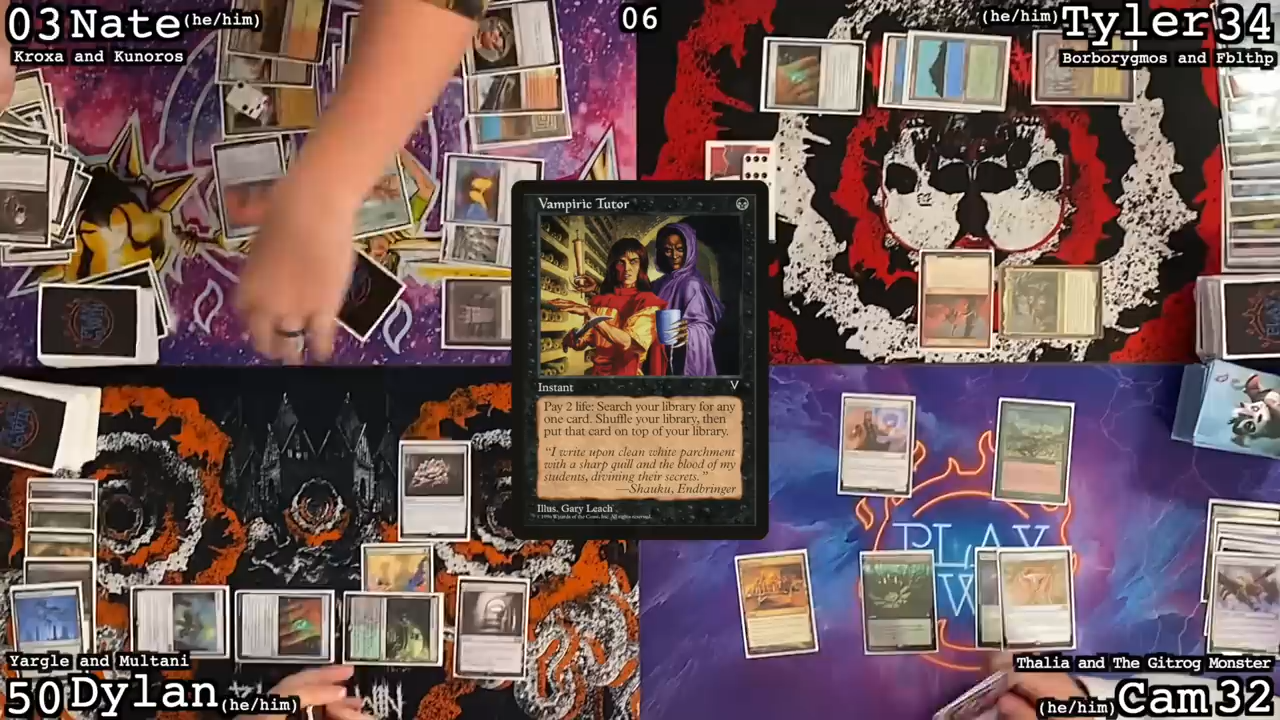 03 Nate (he/him)
Kroxa and Kunoros
06
(he/him) Tyler 34
Borborygmos and Fblthp
Vampiric Tutor
Instant
V
Pay 2 life: Search your library for any
one card. Shuffle your library, then
put that card on top of your library.
“I write upon clean white parchment
with a sharp quill and the blood of my
students, divining their secrets.”
—Shauku, Endbringer
Illus. Gary Leach
PLAY
Yargle and Multani
50 Dylan (he/him)
Thalia and The Gitrog Monster
(he/him) Cam 32